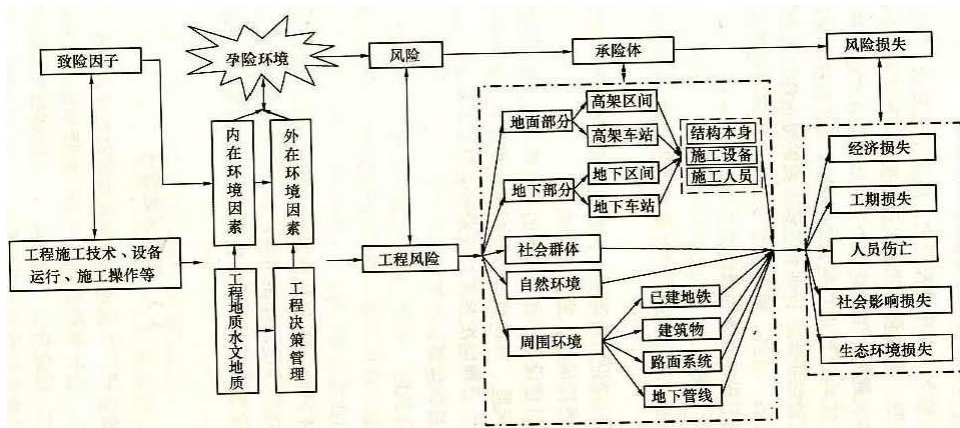 致险因子
孕险环境
风险
承险体
风险损失
内在环境因素
外在环境因素
工程施工技术、设备
运行、施工操作等
工程地质水文地质
工程决策管理
工程风险
地面部分
高架区间
高架车站
地下部分
地下区间
地下车站
结构本身
施工设备
施工人员
社会群体
自然环境
周围环境
已建地铁
建筑物
路面系统
地下管线
经济损失
工期损失
人员伤亡
社会影响损失
生态环境损失